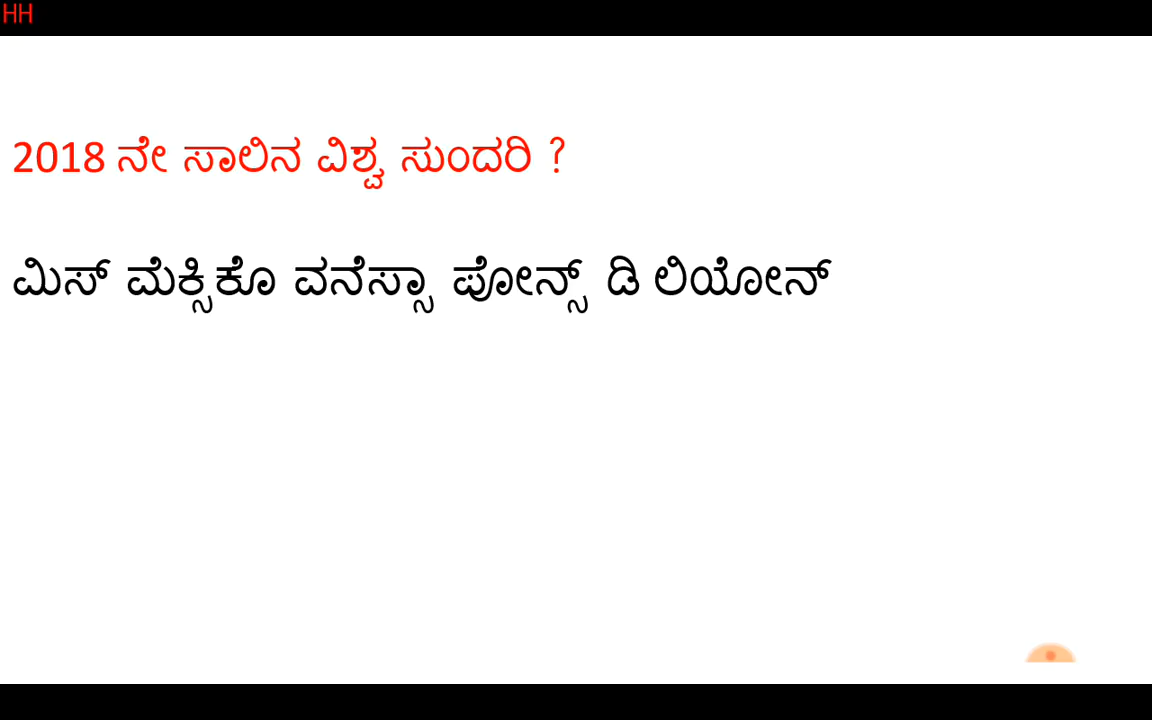 HH
2018 ನೇ ಸಾಲಿನ ವಿಶ್ವ ಸುಂದರಿ ?
ಮಿಸ್ ಮೆಕ್ಸಿಕೊ ವನೆಸ್ಸಾ ಪೋನ್ಸ್ ಡಿ ಲಿಯೋನ್